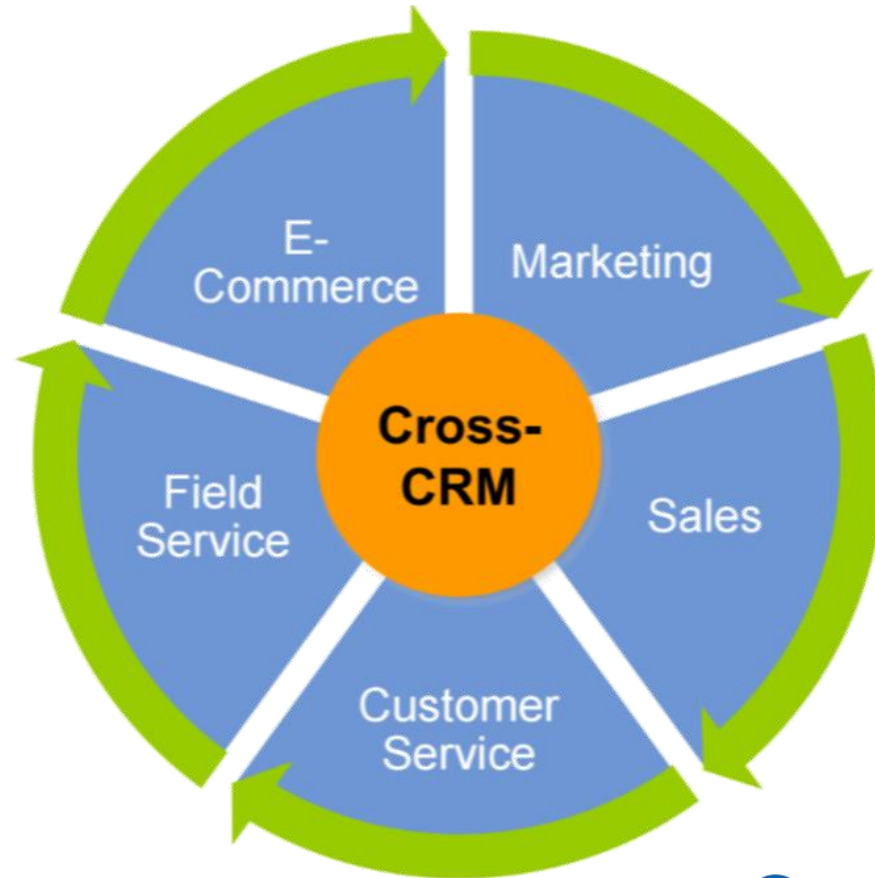 E-
Commerce
Marketing
Cross-
CRM
Field
Service
Sales
Customer
Service